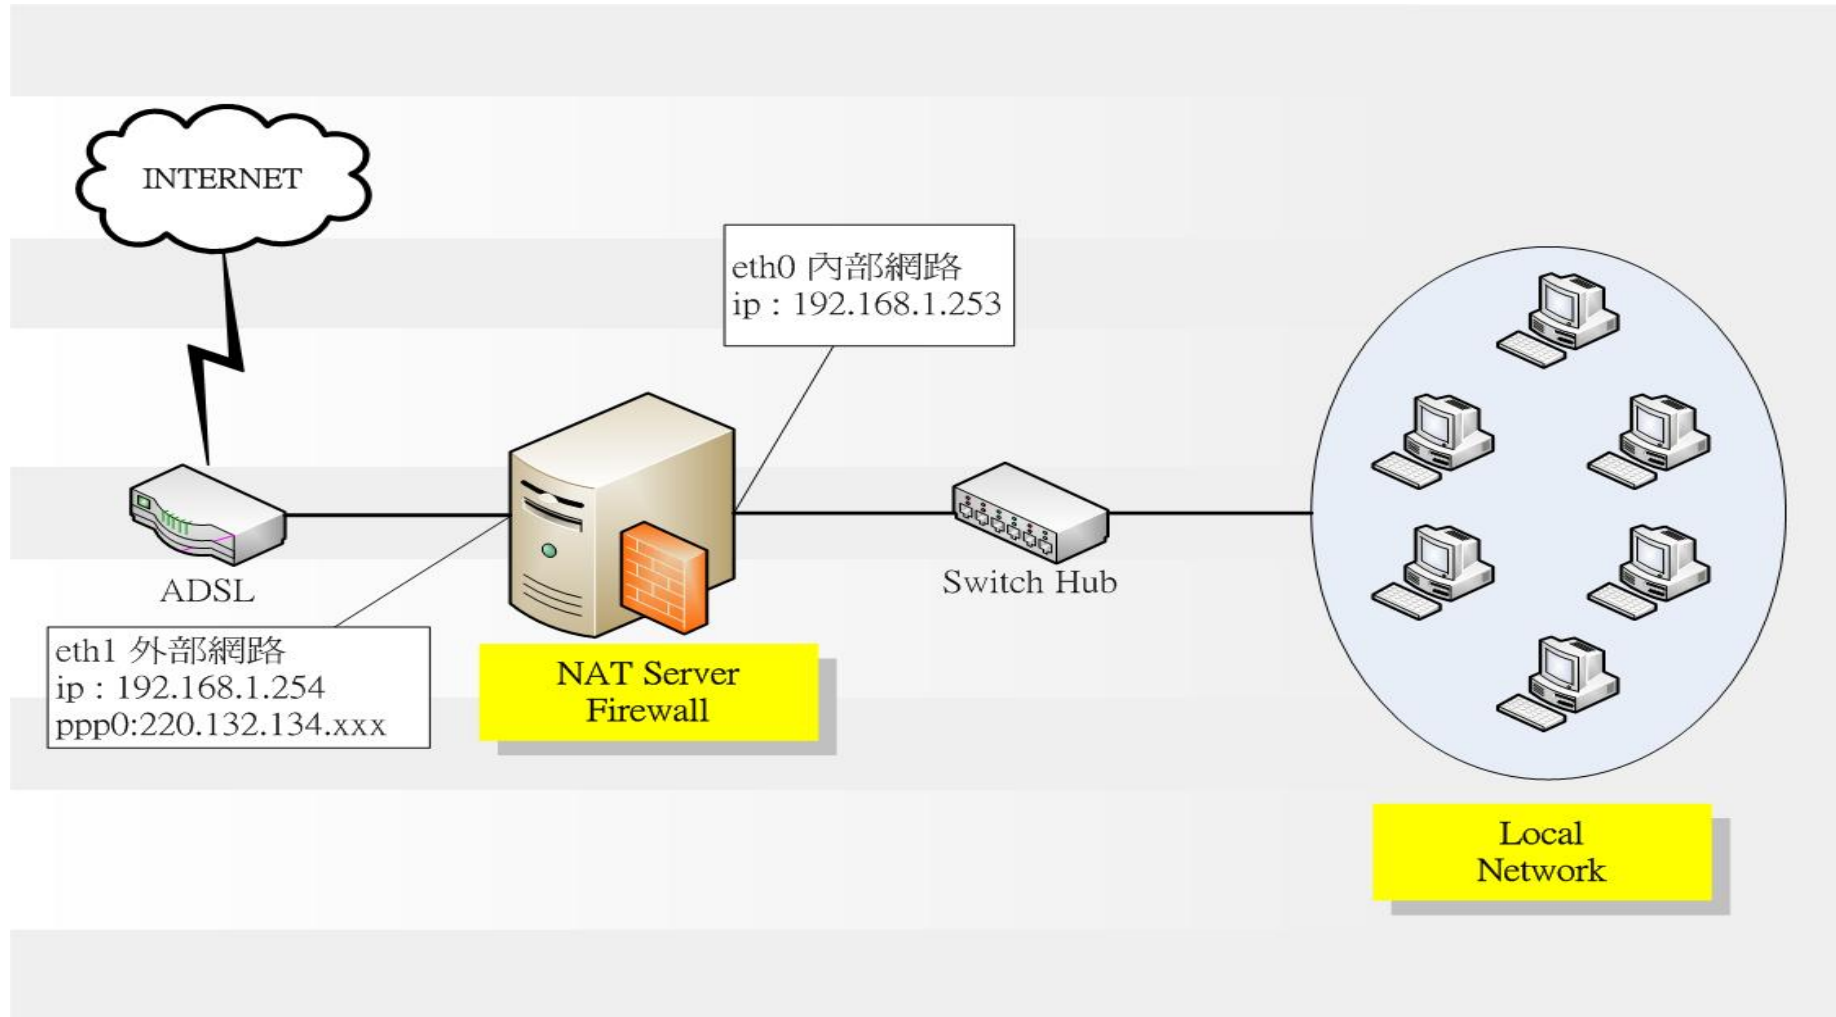 INTERNET
eth0 內部網路
ip : 192.168.1.253
ADSL
Switch Hub
eth1 外部網路
ip : 192.168.1.254
ppp0:220.132.134.xxx
NAT Server
Firewall
Local
Network